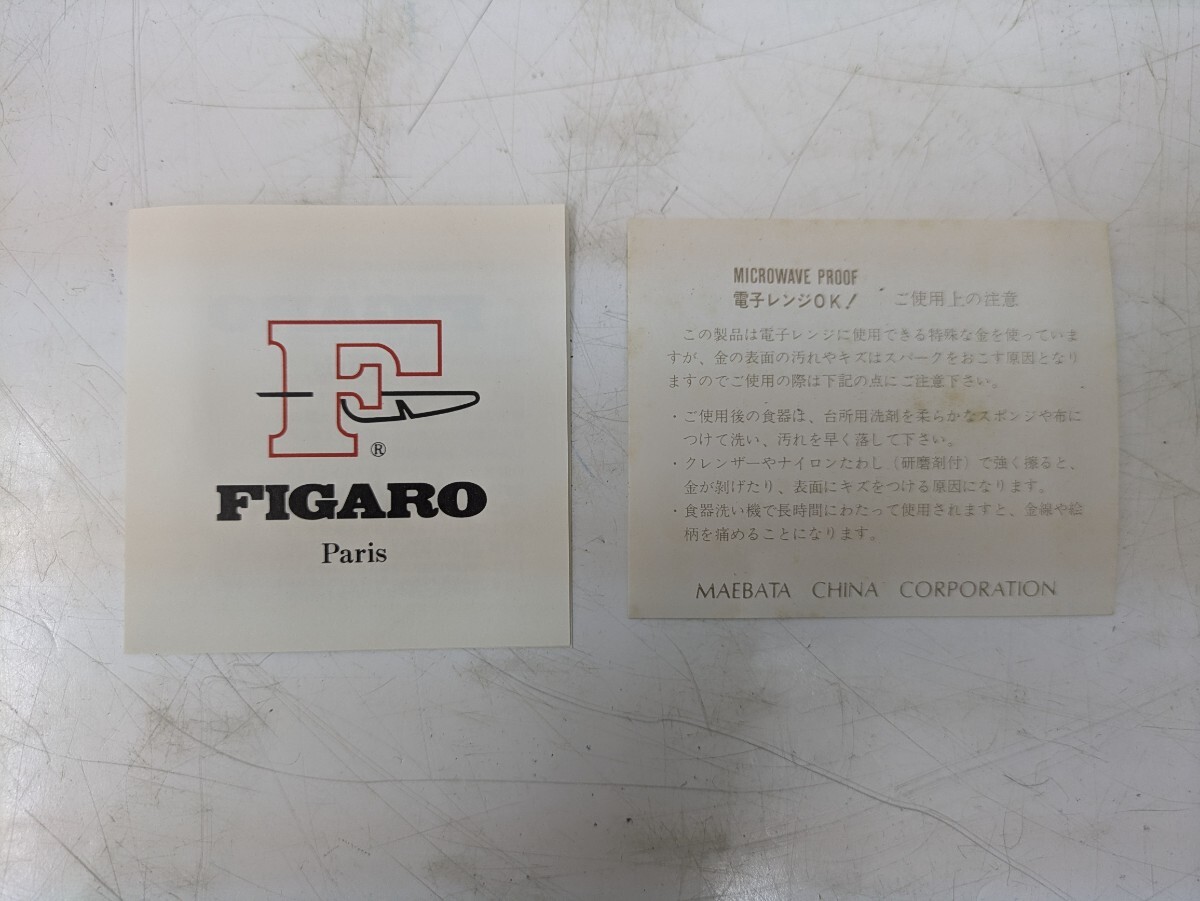 F
®
FIGARO
Paris
MICROWAVE PROOF
電子レンジOK! ご使用上の注意
この製品は電子レンジに使用できる特殊な金を使っていま
すが、金の表面の汚れやキズはスパークをおこす原因となり
ますのでご使用の際は下記の点にご注意下さい。
・ご使用後の食器は、台所用洗剤を柔らかなスポンジや布に
つけて洗い、汚れを早く落して下さい。
・クレンザーやナイロンたわし(研磨剤付)で強く擦ると、
金が剥げたり、表面にキズをつける原因になります。
・食器洗い機で長時間にわたって使用されますと、金線や絵
柄を痛めることになります。
MAEBATA CHINA CORPORATION